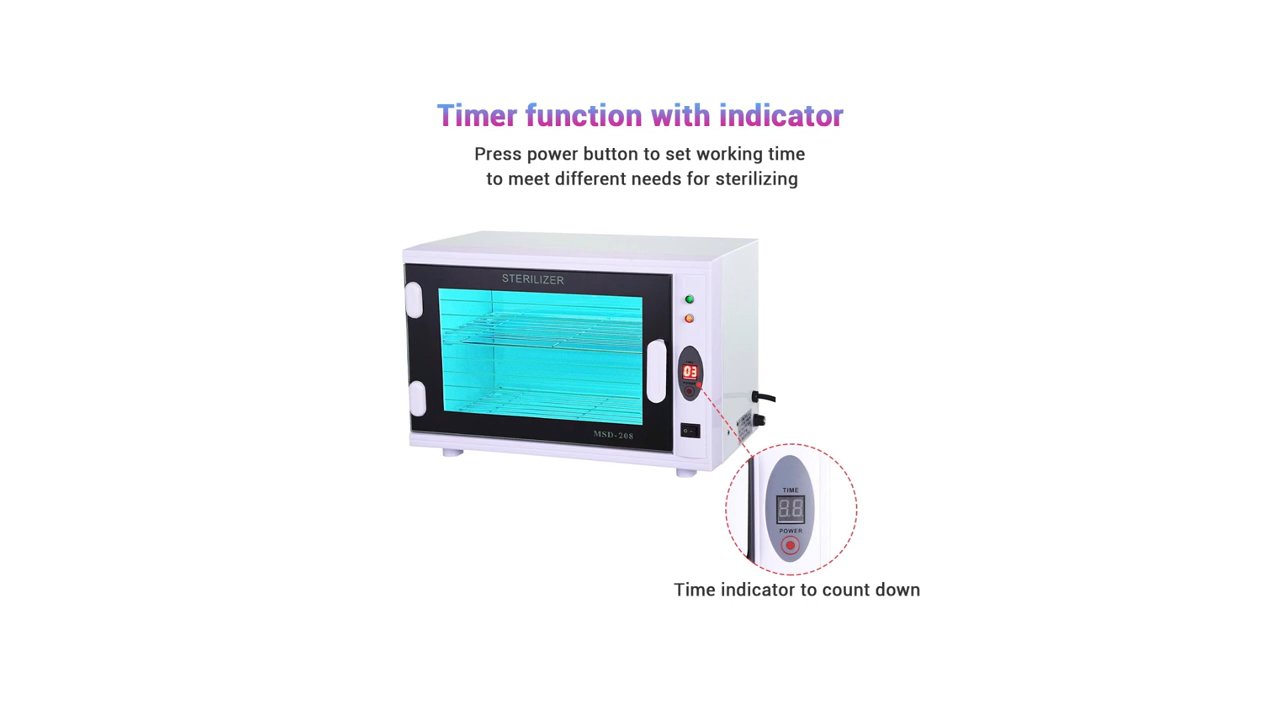 Timer function with indicator
Press power button to set working time
to meet different needs for sterilizing
STERILIZER
03
MSD-208
TIME
88
POWER
Time indicator to count down